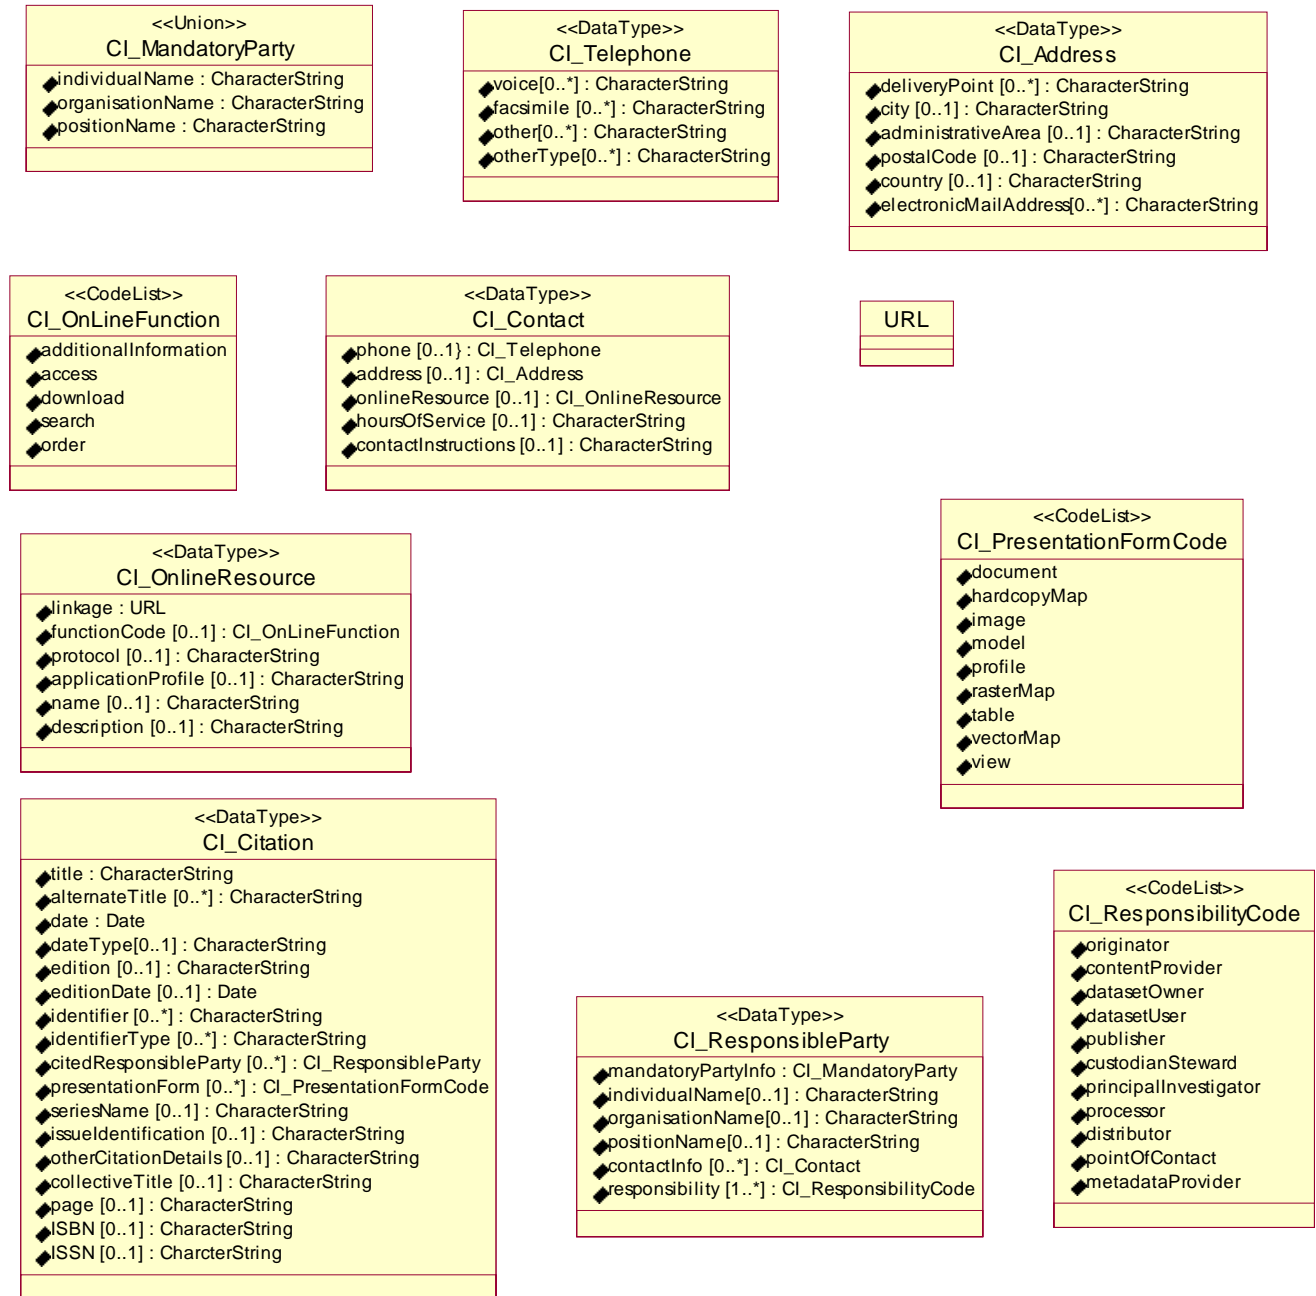 <<Union>>
CI_MandatoryParty
individualName : CharacterString
organisationName : CharacterString
positionName : CharacterString
<<DataType>>
CI_Telephone
voice[0..*] : CharacterString
facsimile [0..*] : CharacterString
other[0..*] : CharacterString
otherType[0..*] : CharacterString
<<DataType>>
CI_Address
deliveryPoint [0..*] : CharacterString
city [0..1] : CharacterString
administrativeArea [0..1] : CharacterString
postalCode [0..1] : CharacterString
country [0..1] : CharacterString
electronicMailAddress[0..*] : CharacterString
<<CodeList>>
CI_OnLineFunction
additionalInformation
access
download
search
order
<<DataType>>
CI_Contact
phone [0..1} : CI_Telephone
address [0..1] : CI_Address
onlineResource [0..1] : CI_OnlineResource
hoursOfService [0..1] : CharacterString
contactInstructions [0..1] : CharacterString
URL
<<DataType>>
CI_OnlineResource
linkage : URL
functionCode [0..1] : CI_OnLineFunction
protocol [0..1] : CharacterString
applicationProfile [0..1] : CharacterString
name [0..1] : CharacterString
description [0..1] : CharacterString
<<CodeList>>
CI_PresentationFormCode
document
hardcopyMap
image
model
profile
rasterMap
table
vectorMap
view
<<DataType>>
CI_Citation
title : CharacterString
alternateTitle [0..*] : CharacterString
date : Date
dateType[0..1] : CharacterString
edition [0..1] : CharacterString
editionDate [0..1] : Date
identifier [0..*] : CharacterString
identifierType [0..*] : CharacterString
citedResponsibleParty [0..*] : CI_ResponsibleParty
presentationForm [0..*] : CI_PresentationFormCode
seriesName [0..1] : CharacterString
issueIdentification [0..1] : CharacterString
otherCitationDetails [0..1] : CharacterString
collectiveTitle [0..1] : CharacterString
page [0..1] : CharacterString
ISBN [0..1] : CharacterString
ISSN [0..1] : CharcterString
<<DataType>>
CI_ResponsibleParty
mandatoryPartyInfo : CI_MandatoryParty
individualName[0..1] : CharacterString
organisationName[0..1] : CharacterString
positionName[0..1] : CharacterString
contactInfo [0..*] : CI_Contact
responsibility [1..*] : CI_ResponsibilityCode
<<CodeList>>
CI_ResponsibilityCode
originator
contentProvider
datasetOwner
datasetUser
publisher
custodianSteward
principalInvestigator
processor
distributor
pointOfContact
metadataProvider